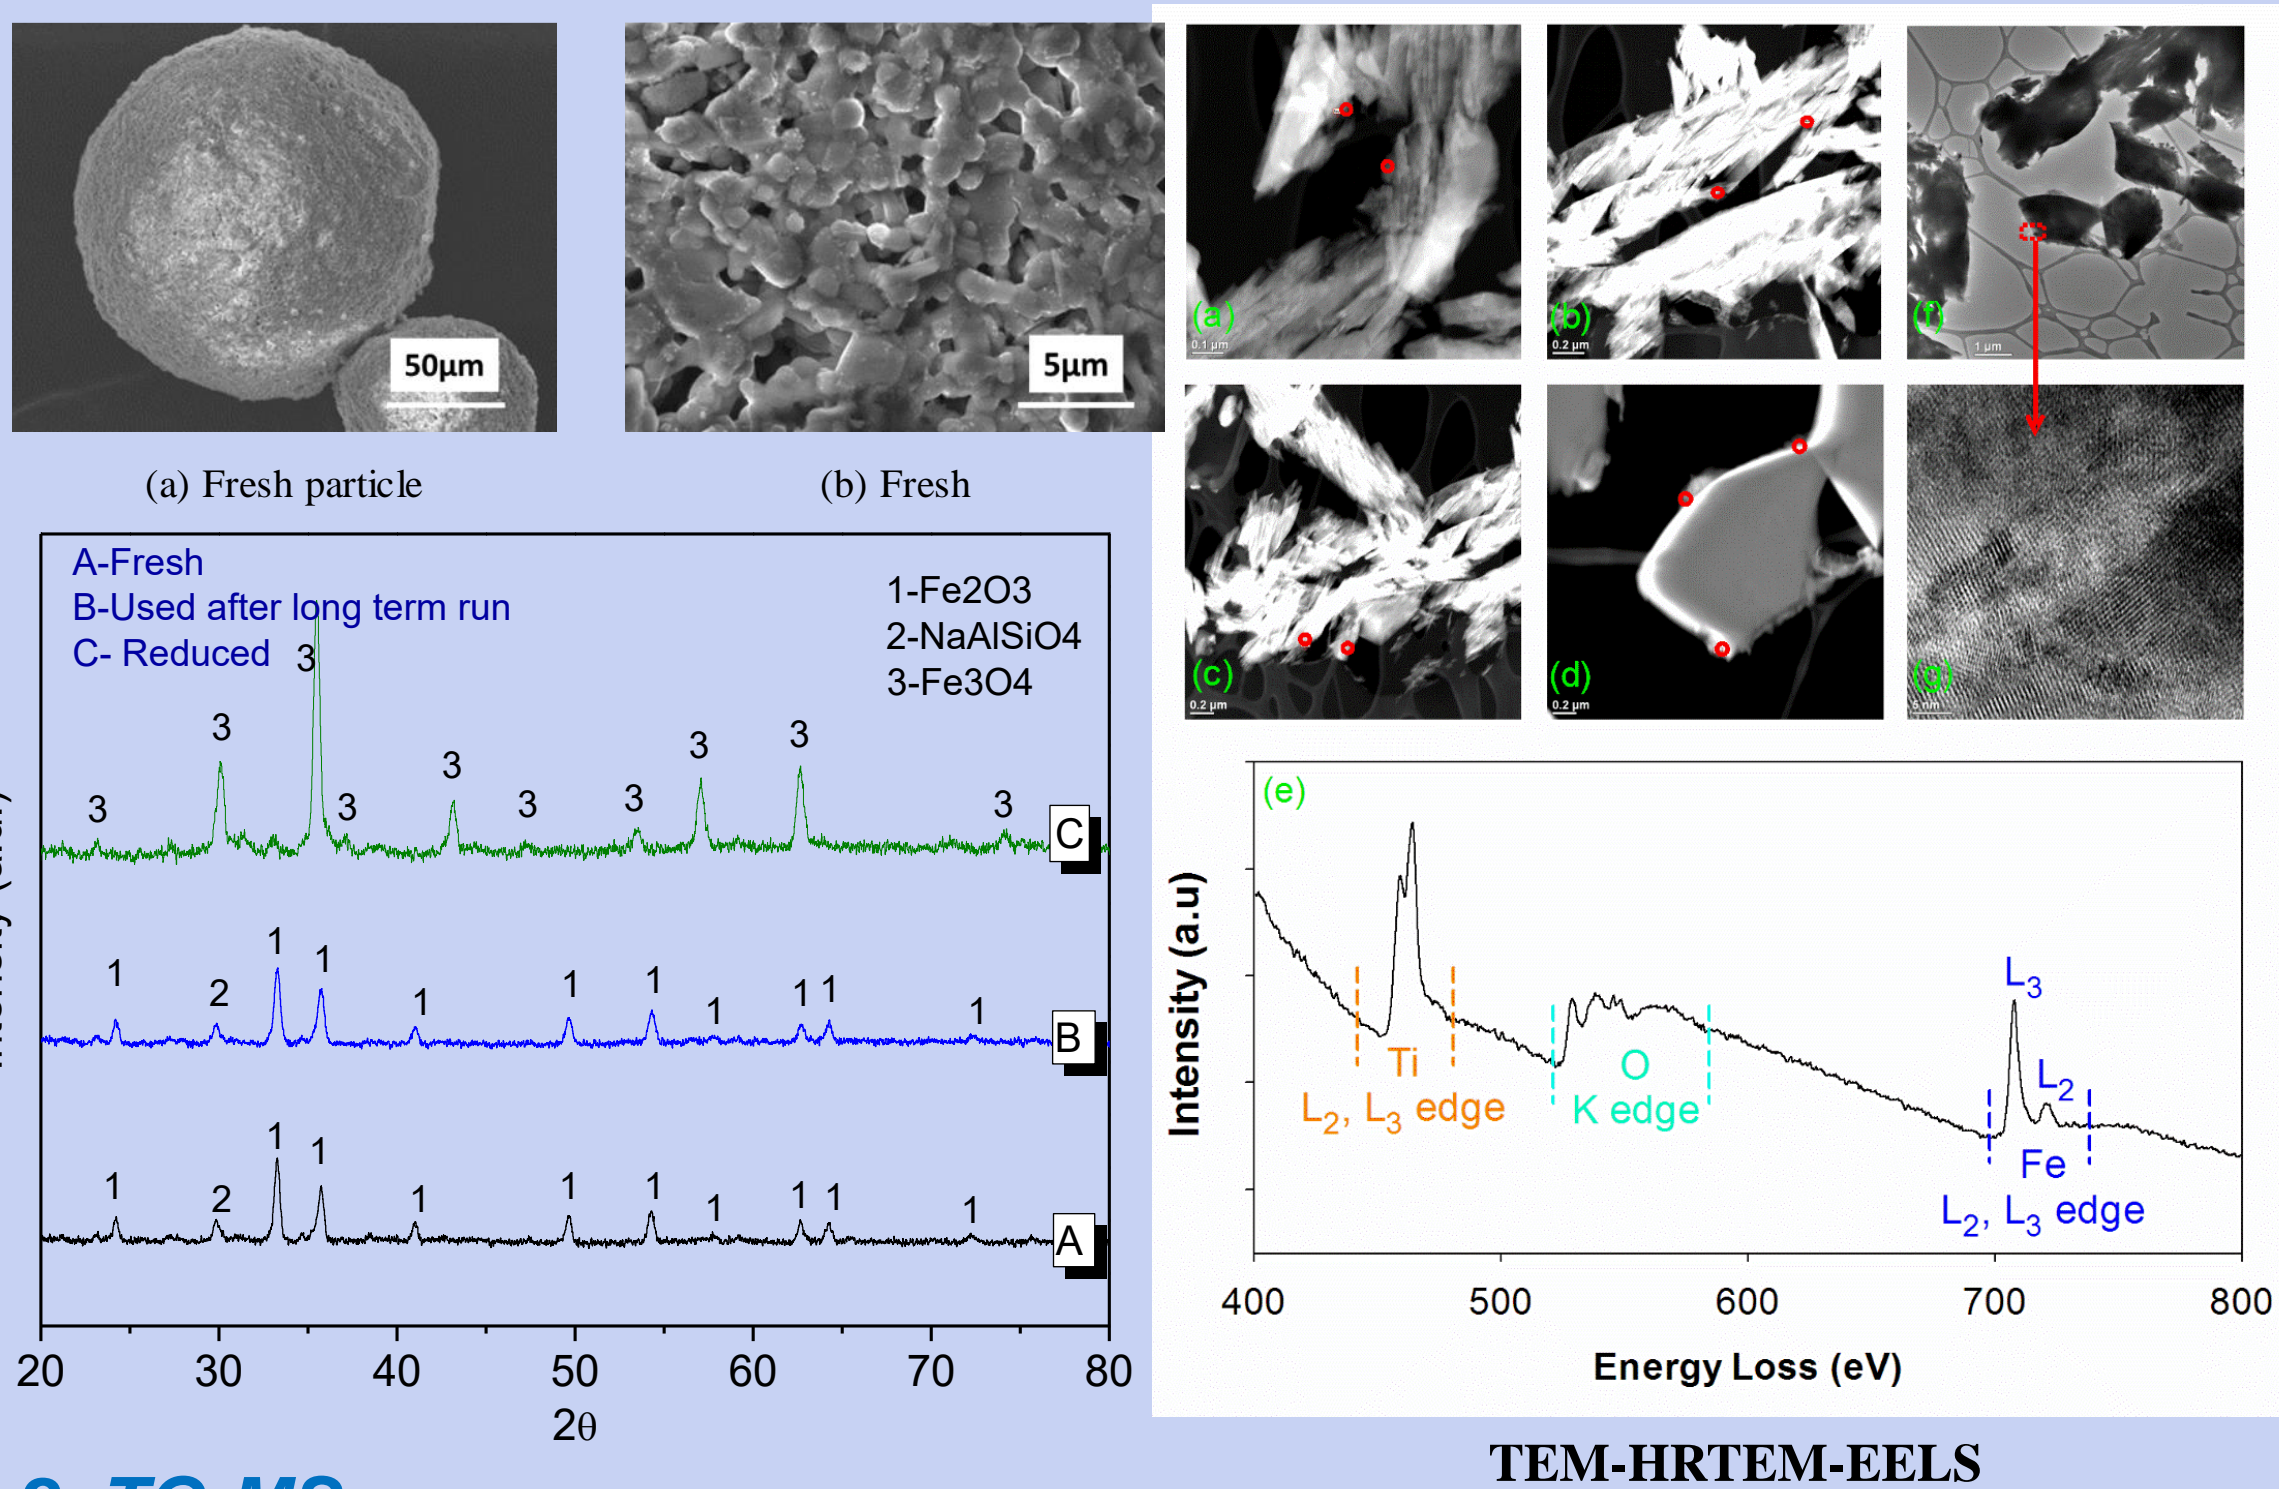 50µm
5µm
(a) Fresh particle
(b) Fresh
A-Fresh
B-Used after long term run
C- Reduced
1-Fe2O3
2-NaAlSiO4
3-Fe3O4
3
3
3
3
3
3
3
3
3
3
C
1
2
1
1
1
1
1
1
1
1
1
B
1
2
1
1
1
1
1
1
1
1
1
A
20
30
40
50
60
70
80
2θ
(a)
0.1 µm
(b)
0.2 µm
(f)
1 µm
(c)
0.2 µm
(d)
0.2 µm
(g)
5 nm
(e)
Intensity (a.u)
Ti
L2, L3 edge
O
K edge
L3
L2
Fe
L2, L3 edge
400
500
600
700
800
Energy Loss (eV)
TEM-HRTEM-EELS